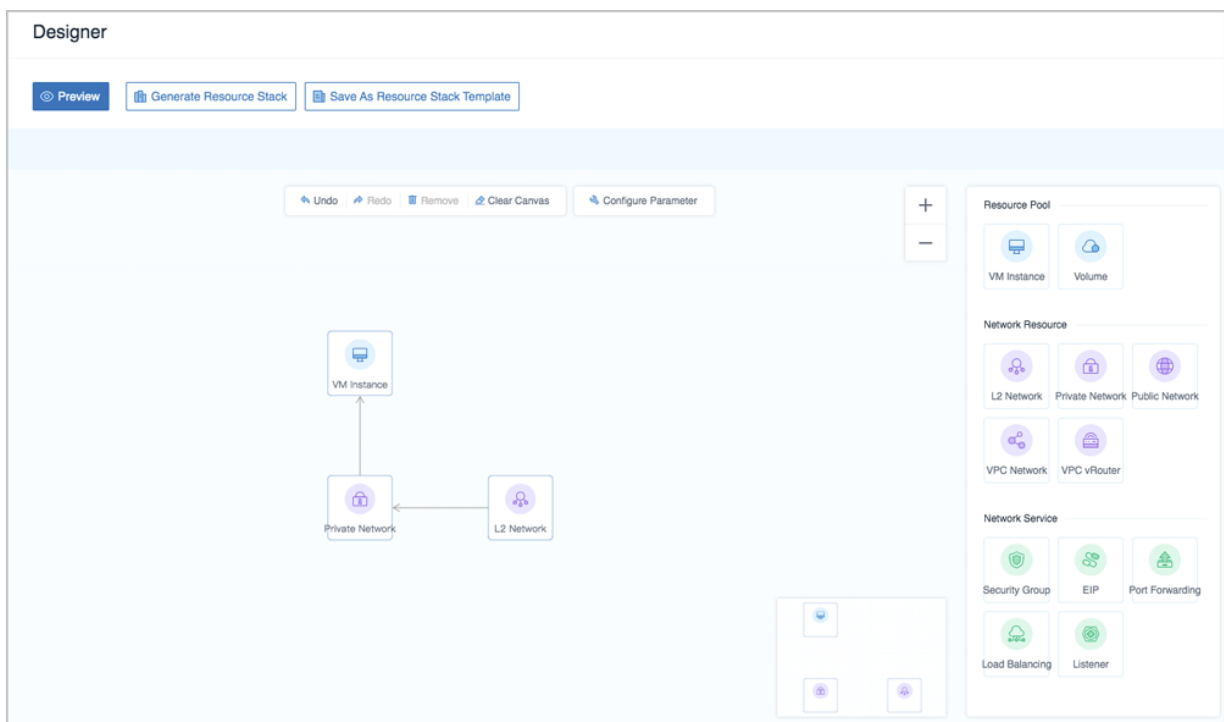 Designer
Preview
Generate Resource Stack
Save As Resource Stack Template
Undo
Redo
Remove
Clear Canvas
Configure Parameter
+
−
VM Instance
Private Network
L2 Network
Resource Pool
VM Instance
Volume
Network Resource
L2 Network
Private Network
Public Network
VPC Network
VPC vRouter
Network Service
Security Group
EIP
Port Forwarding
Load Balancing
Listener